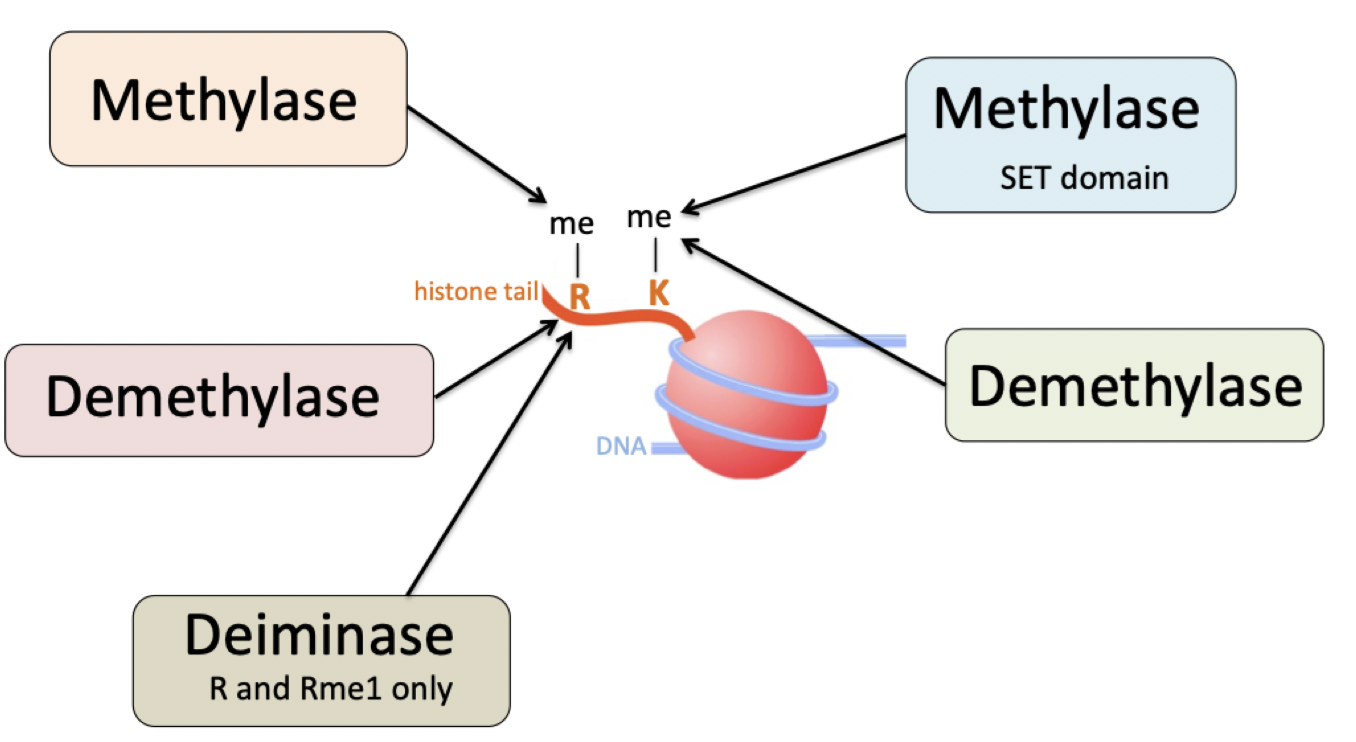 Methylase
Methylase
SET domain
me
me
histone tail
R
K
Demethylase
Demethylase
DNA
Deiminase
R and Rme1 only